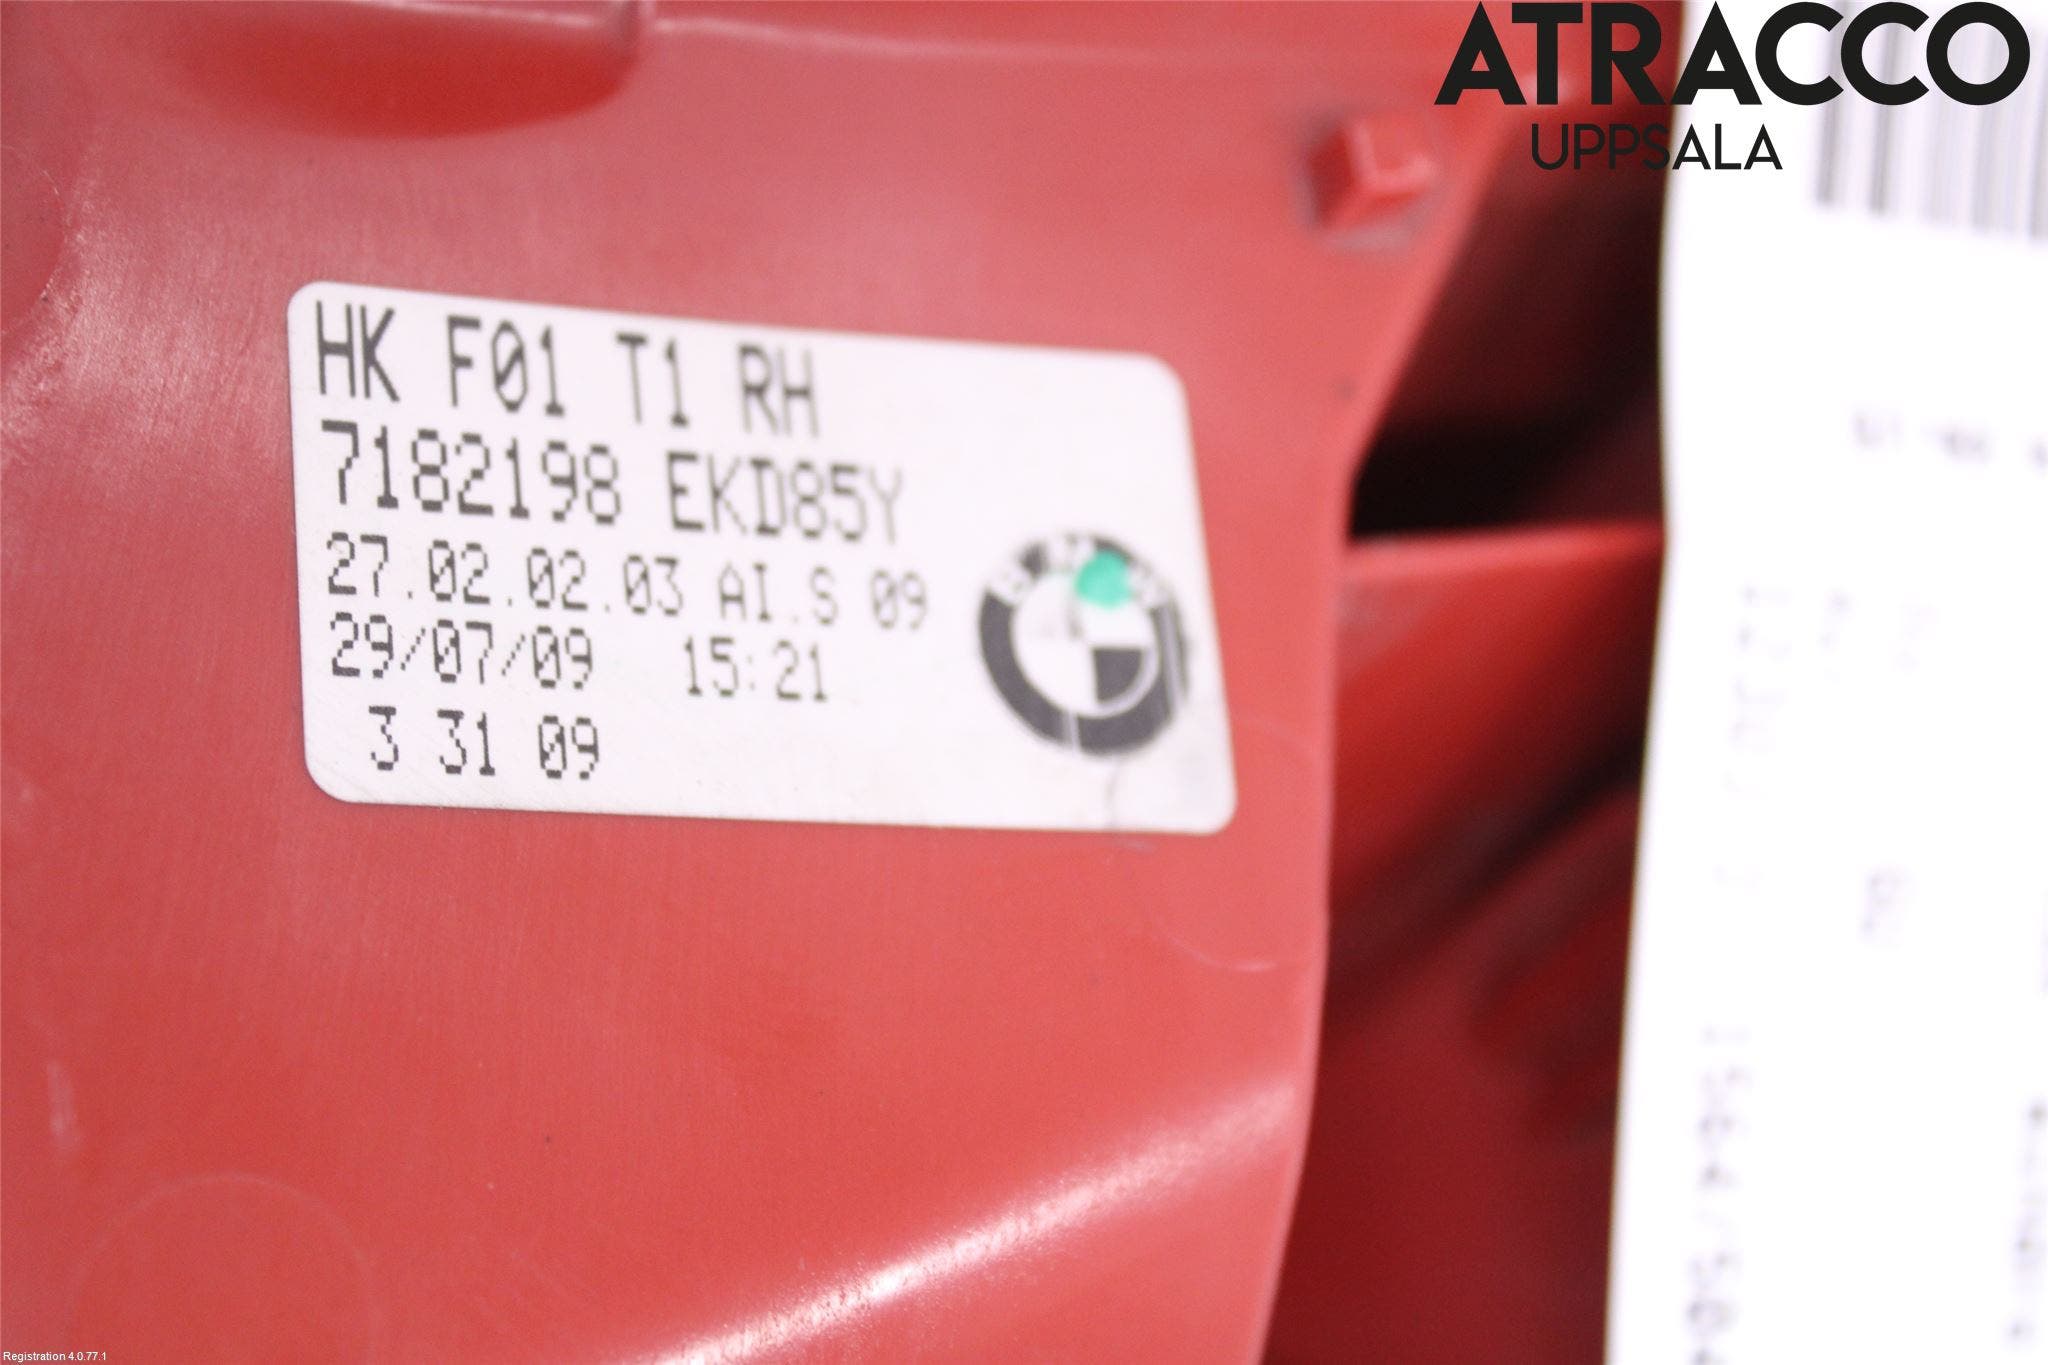 ATRACCO
UPPSALA
HK F01 T1 RH
7182198 EKD85Y
27.02.02.03 AI.S 09
29/07/09 15:21
3 31 09
Registration 4.0.77.1